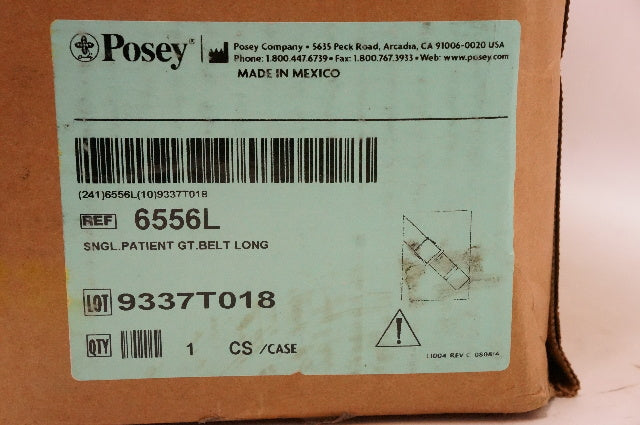 Posey®
Posey Company • 5635 Peck Road, Arcadia, CA 91006-0020 USA
Phone: 1.800.447.6739 • Fax: 1.800.767.3933 • Web: www.posey.com
MADE IN MEXICO
(241)6556L(10)9337T018
REF 6556L
SNGL.PATIENT GT.BELT LONG
LOT 9337T018
QTY 1 CS /CASE
REV C